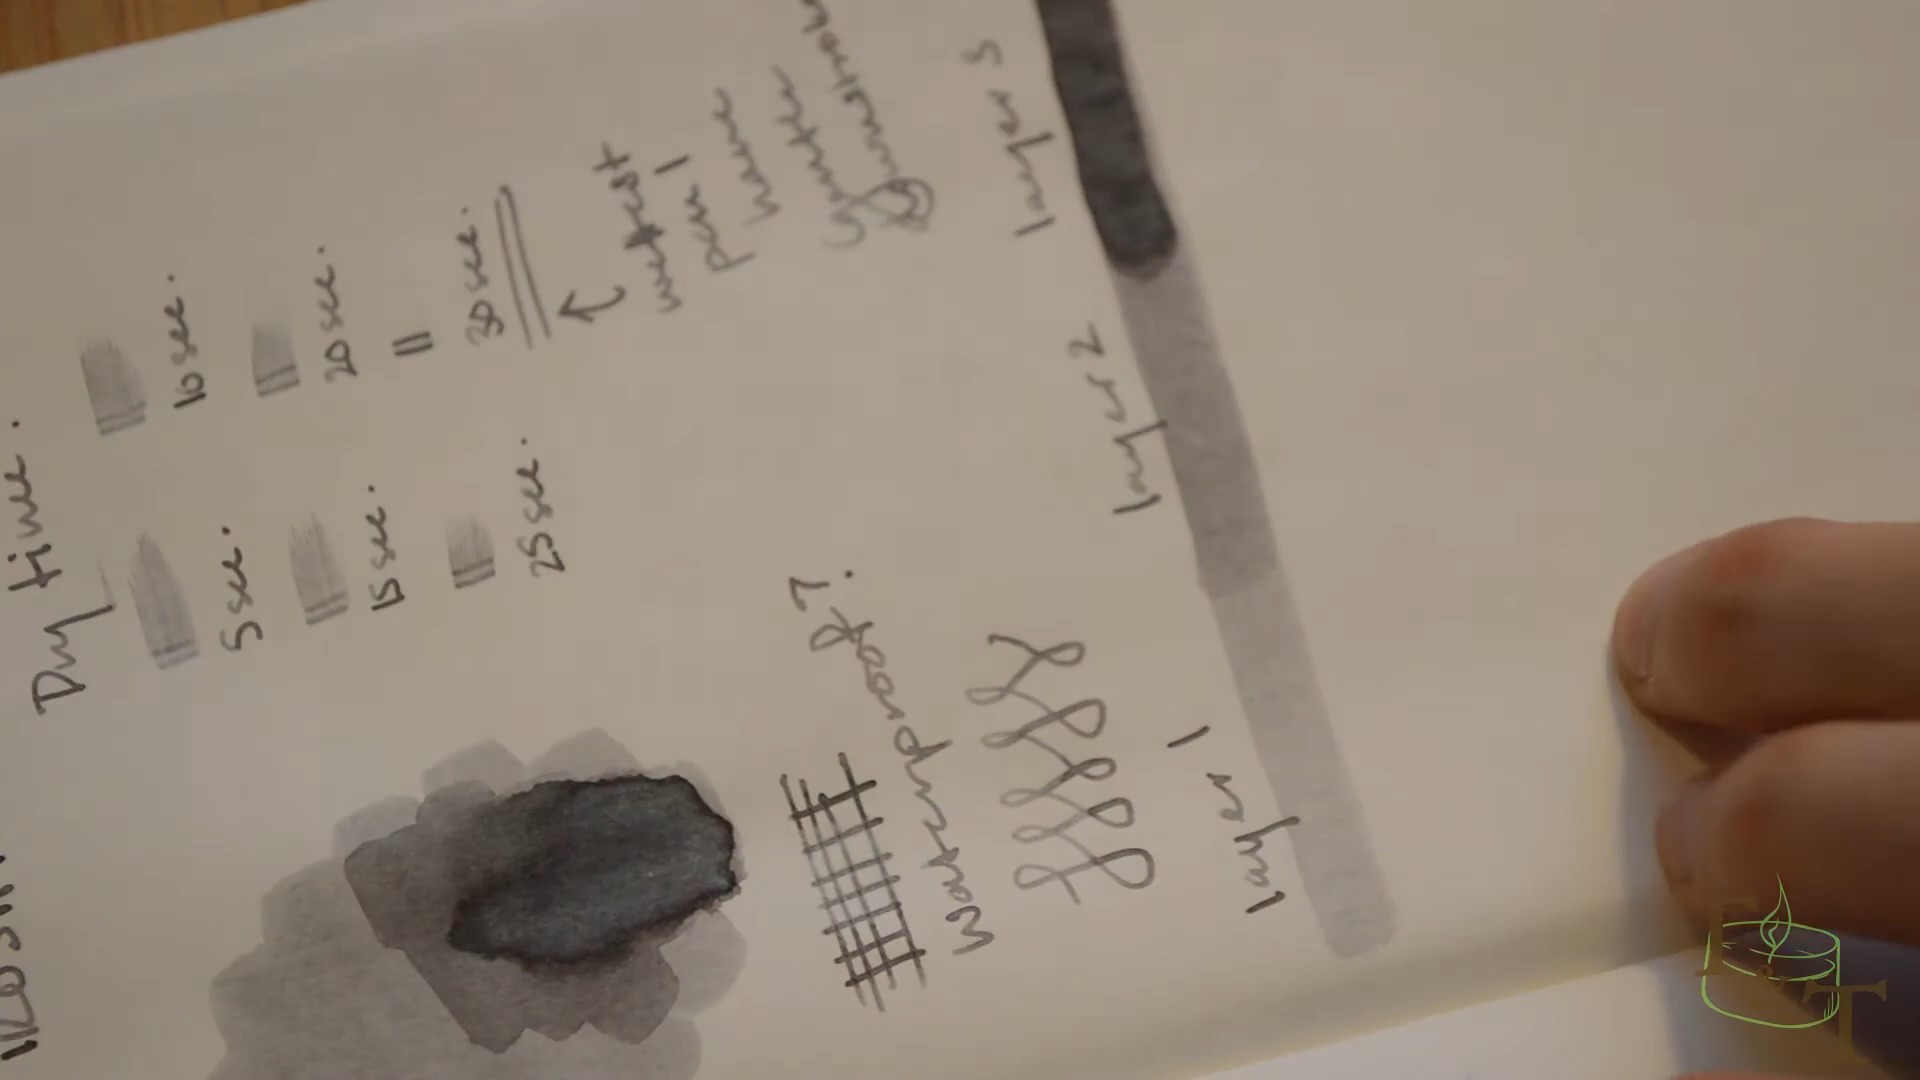 Dry time.
5 sec.
10 sec.
15 sec.
20 sec.
25 sec.
30 sec.
wettest
pen I
have
Waterproof?
layer 1
layer 2
layer 3